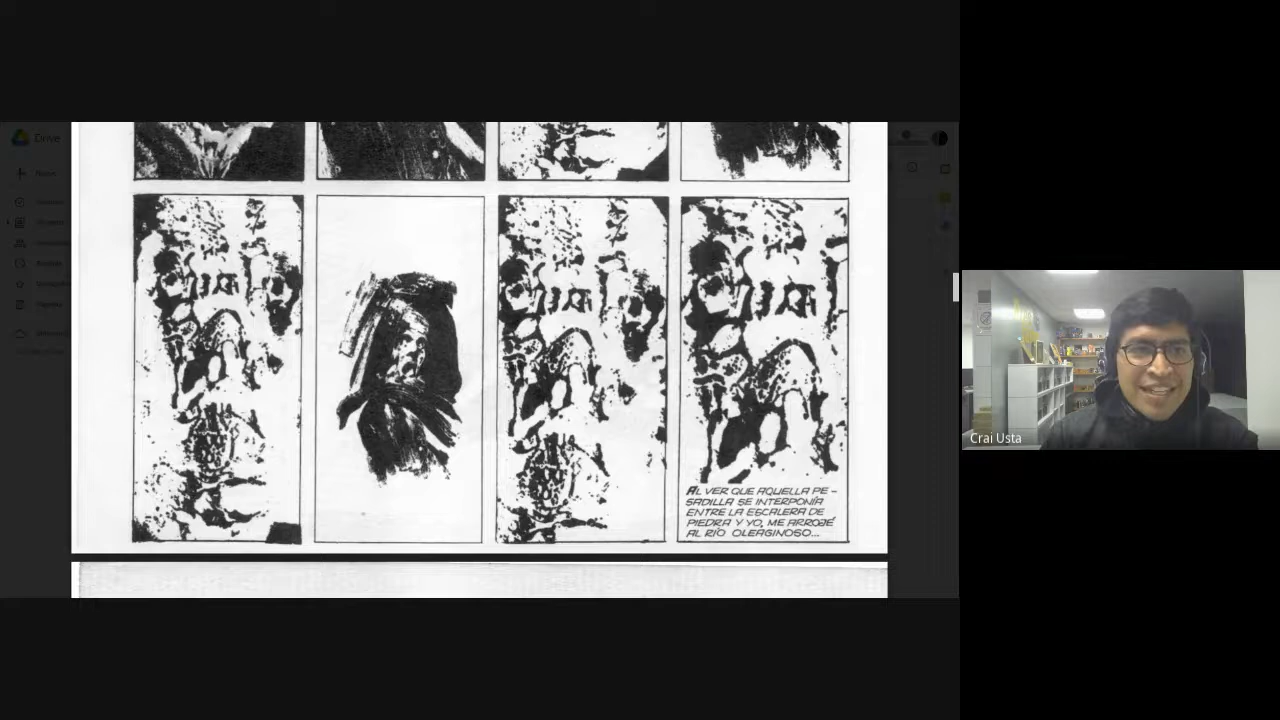 Drive
AL VER QUE AQUELLA PE-
SADILLA SE INTERPONÍA
ENTRE LA ESCALERA DE
PIEDRA Y YO, ME ARROJÉ
AL RÍO OLEAGINOSO...
Crai Usta